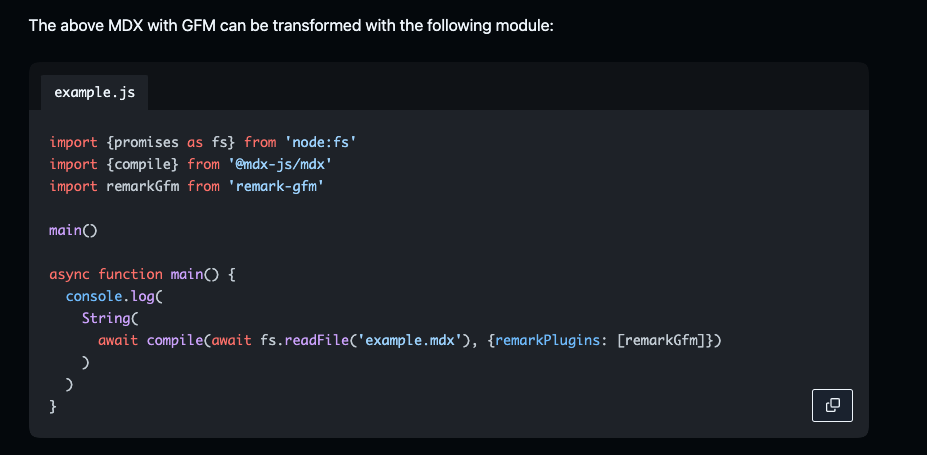 The above MDX with GFM can be transformed with the following module:
example.js
import {promises as fs} from 'node:fs'
import {compile} from '@mdx-js/mdx'
import remarkGfm from 'remark-gfm'
main()
async function main() {
  console.log(
    String(
      await compile(await fs.readFile('example.mdx'), {remarkPlugins: [remarkGfm]})
    )
  )
}